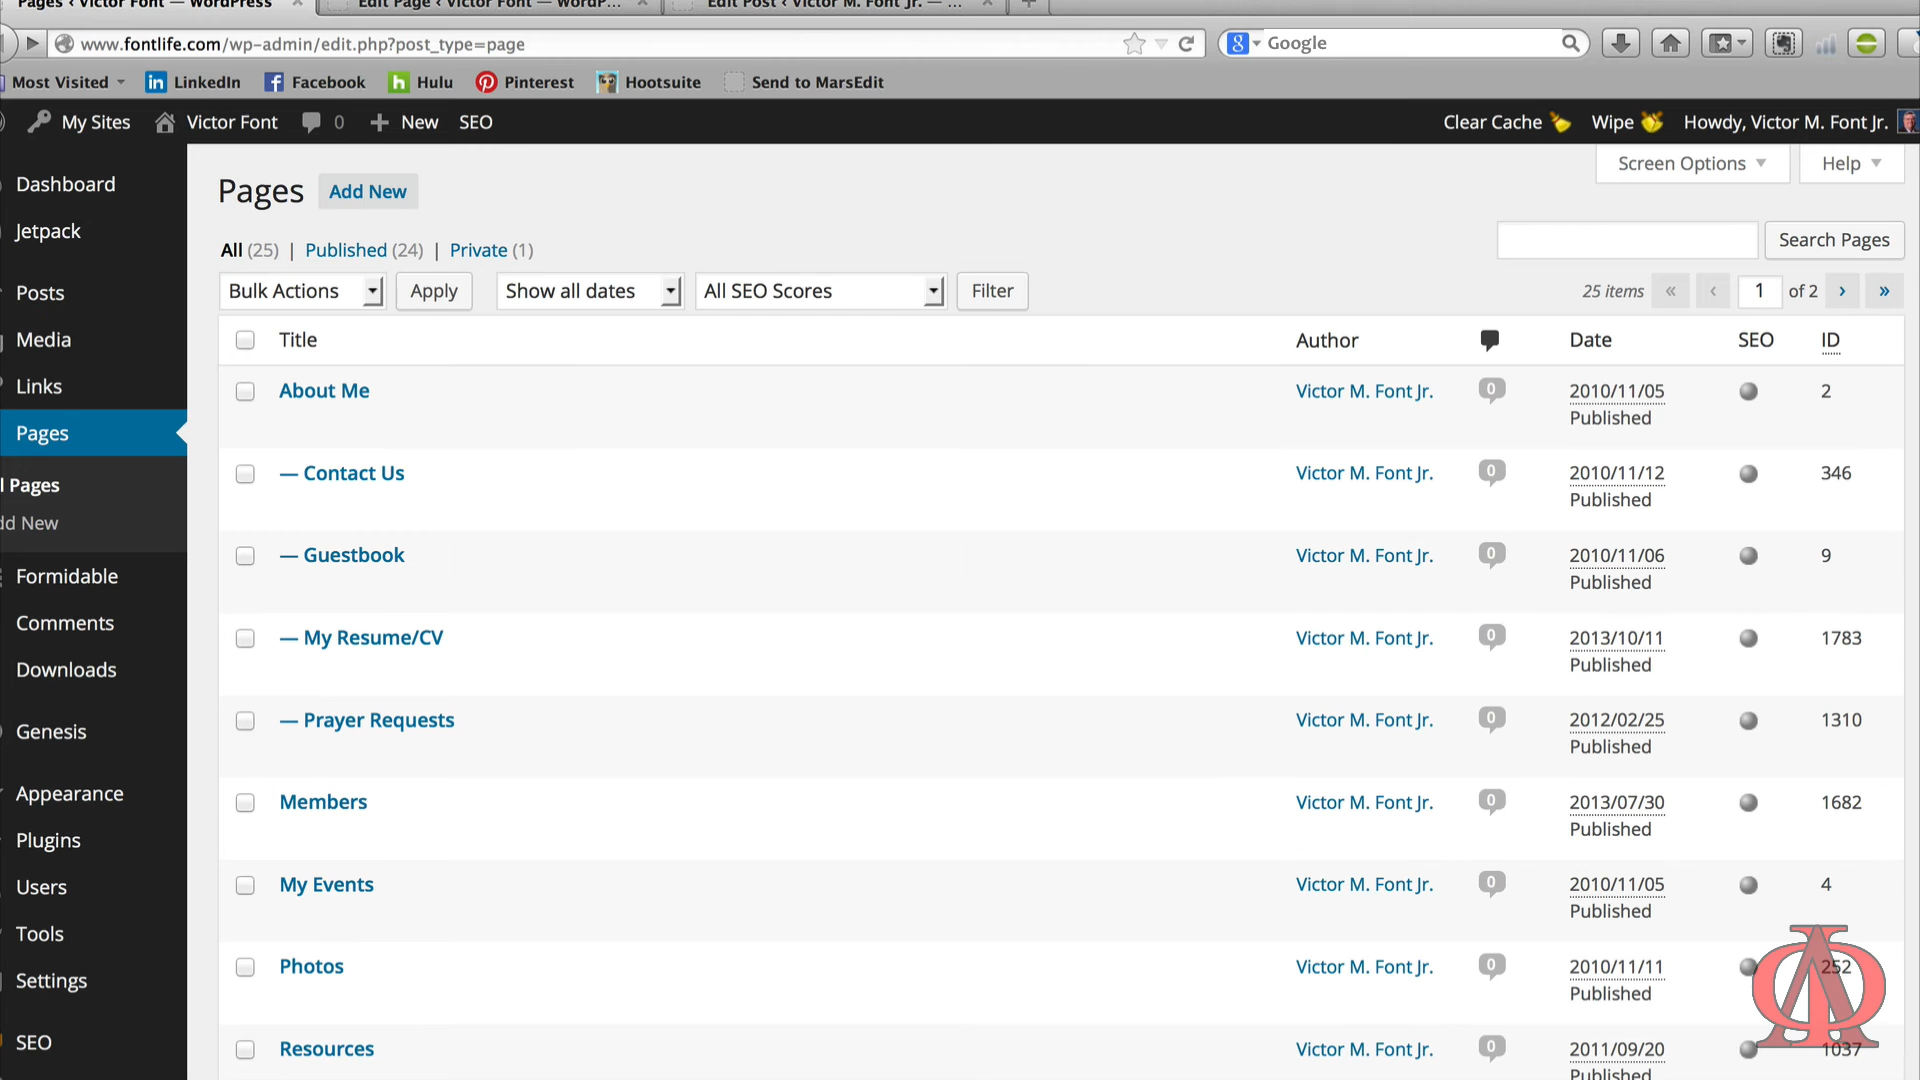 Pages ‹ Victor Font — WordPress
Edit Page ‹ Victor Font — WordP...
Edit Post ‹ Victor M. Font Jr. — ...
www.fontlife.com/wp-admin/edit.php?post_type=page
Google
Most Visited LinkedIn Facebook Hulu Pinterest Hootsuite Send to MarsEdit
My Sites Victor Font 0 New SEO Clear Cache Wipe Howdy, Victor M. Font Jr.
Screen Options Help
Dashboard
Jetpack
Posts
Media
Links
Pages
l Pages
dd New
Formidable
Comments
Downloads
Genesis
Appearance
Plugins
Users
Tools
Settings
SEO
Pages Add New
All (25) | Published (24) | Private (1)
Search Pages
Bulk Actions Apply Show all dates All SEO Scores Filter 25 items « ‹ 1 of 2 › »
Title Author Date SEO ID
About Me Victor M. Font Jr. 0 2010/11/05 2
Published
— Contact Us Victor M. Font Jr. 0 2010/11/12 346
Published
— Guestbook Victor M. Font Jr. 0 2010/11/06 9
Published
— My Resume/CV Victor M. Font Jr. 0 2013/10/11 1783
Published
— Prayer Requests Victor M. Font Jr. 0 2012/02/25 1310
Published
Members Victor M. Font Jr. 0 2013/07/30 1682
Published
My Events Victor M. Font Jr. 0 2010/11/05 4
Published
Photos Victor M. Font Jr. 0 2010/11/11 252
Published
Resources Victor M. Font Jr. 0 2011/09/20 1037
Published